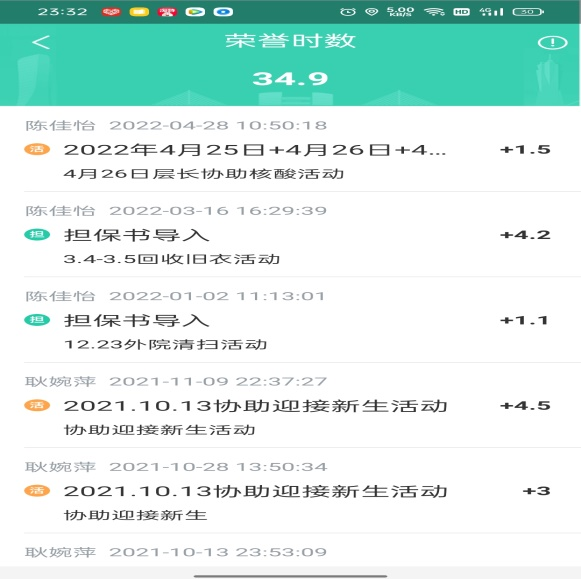 23:32 5.00 KB/S HD 4G 30
荣誉时数
34.9
陈佳怡 2022-04-28 10:50:18
活 2022年4月25日+4月26日+4... +1.5
4月26日层长协助核酸活动
陈佳怡 2022-03-16 16:29:39
担 担保书导入 +4.2
3.4-3.5回收旧衣活动
陈佳怡 2022-01-02 11:13:01
担 担保书导入 +1.1
12.23外院清扫活动
耿婉萍 2021-11-09 22:37:27
活 2021.10.13协助迎接新生活动 +4.5
协助迎接新生活动
耿婉萍 2021-10-28 13:50:34
活 2021.10.13协助迎接新生活动 +3
协助迎接新生
耿婉萍 2021-10-13 23:53:09